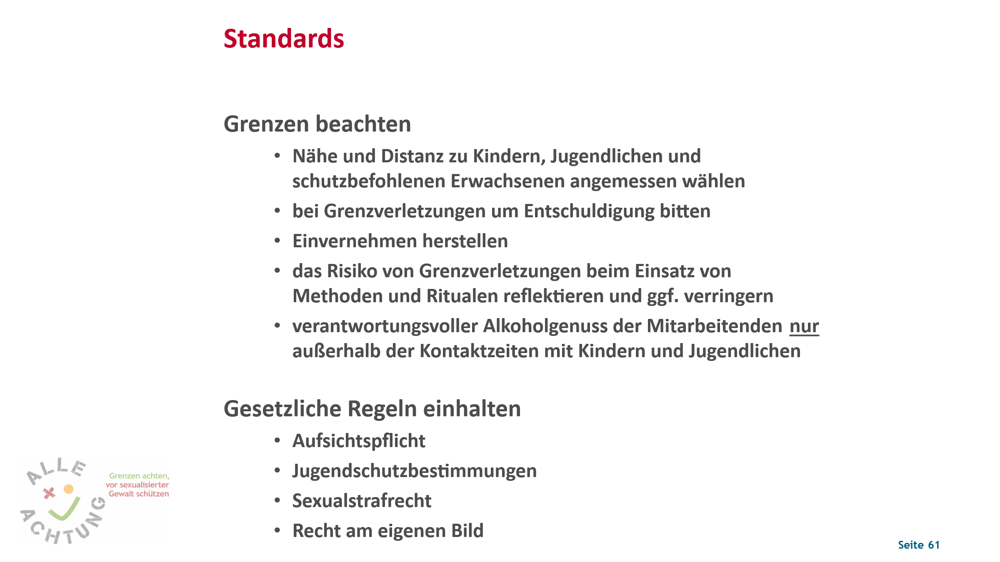 Standards
Grenzen beachten
• Nähe und Distanz zu Kindern, Jugendlichen und
schutzbefohlenen Erwachsenen angemessen wählen
• bei Grenzverletzungen um Entschuldigung bitten
• Einvernehmen herstellen
• das Risiko von Grenzverletzungen beim Einsatz von
Methoden und Ritualen reflektieren und ggf. verringern
• verantwortungsvoller Alkoholgenuss der Mitarbeitenden nur
außerhalb der Kontaktzeiten mit Kindern und Jugendlichen
Gesetzliche Regeln einhalten
• Aufsichtspflicht
• Jugendschutzbestimmungen
• Sexualstrafrecht
• Recht am eigenen Bild
ALLE
ACHTUNG
Grenzen achten,
vor sexualisierter
Gewalt schützen
Seite 61